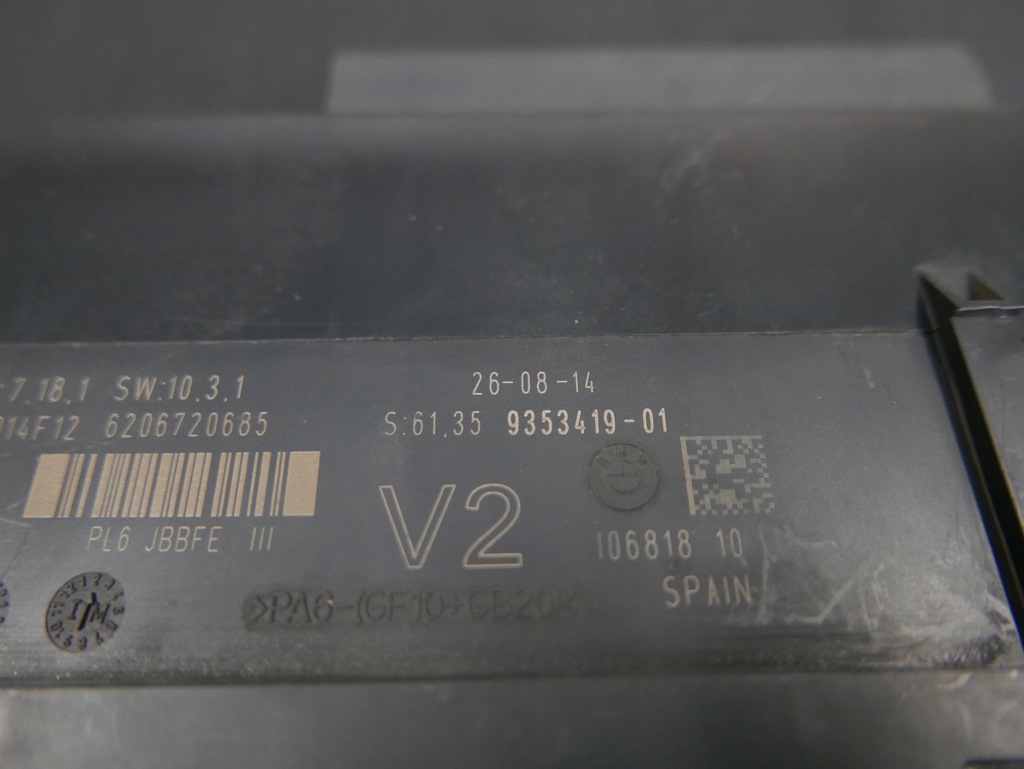 :7.18.1 SW:10.3.1
26-08-14
014F12 6206720685
S:61.35 9353419-01
PL6 JBBFE III
V2
106818 10
SPAIN
>PA6-(GF10+GB20)<